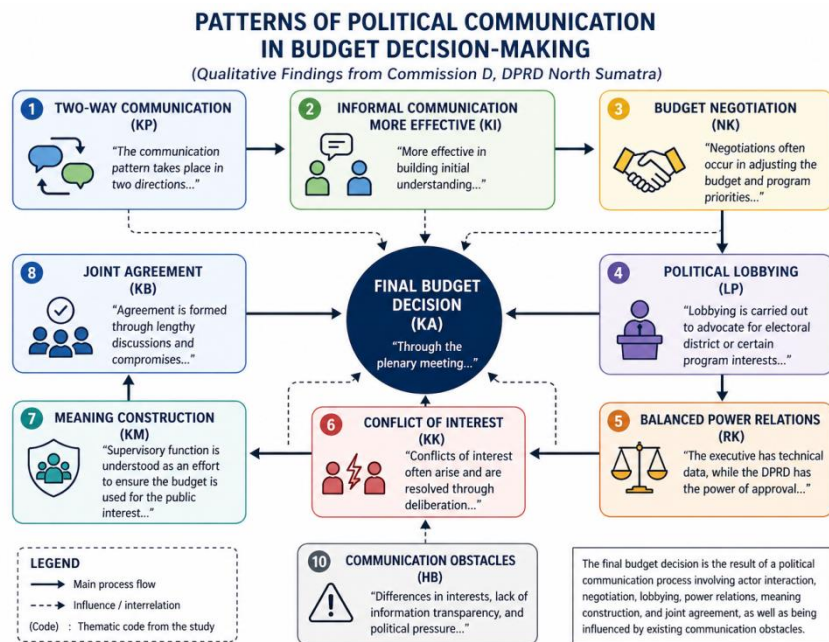 PATTERNS OF POLITICAL COMMUNICATION
IN BUDGET DECISION-MAKING
(Qualitative Findings from Commission D, DPRD North Sumatra)
1
TWO-WAY COMMUNICATION
(KP)
"The communication
pattern takes place in
two directions..."
2
INFORMAL COMMUNICATION
MORE EFFECTIVE (KI)
"More effective in
building initial
understanding..."
3
BUDGET NEGOTIATION
(NK)
"Negotiations often
occur in adjusting the
budget and program
priorities..."
8
JOINT AGREEMENT
(KB)
"Agreement is formed
through lengthy
discussions and
compromises..."
FINAL BUDGET
DECISION
(KA)
"Through the
plenary meeting..."
4
POLITICAL LOBBYING
(LP)
"Lobbying is carried out
to advocate for electoral
district or certain
program interests..."
7
MEANING CONSTRUCTION
(KM)
"Supervisory function is
understood as an effort
to ensure the budget is
used for the public
interest..."
6
CONFLICT OF INTEREST
(KK)
"Conflicts of interest
often arise and are
resolved through
deliberation..."
5
BALANCED POWER RELATIONS
(RK)
"The executive has technical
data, while the DPRD has
the power of approval..."
LEGEND
Main process flow
Influence / interrelation
(Code) : Thematic code from the study
10
COMMUNICATION OBSTACLES
(HB)
"Differences in interests, lack of
information transparency, and
political pressure..."
The final budget decision is the result of a political
communication process involving actor interaction,
negotiation, lobbying, power relations, meaning
construction, and joint agreement, as well as being
influenced by existing communication obstacles.